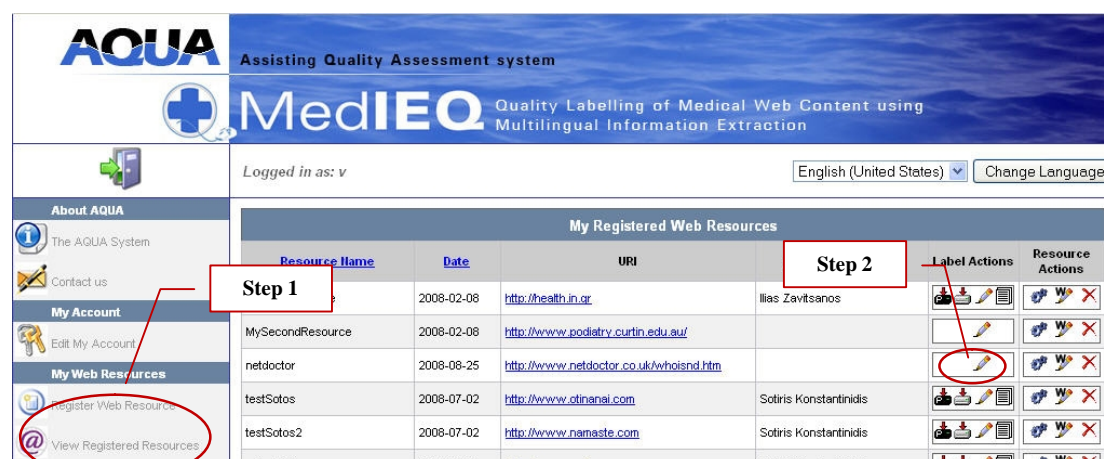 AQUA
Assisting Quality Assessment system
MedIEQ
Quality Labelling of Medical Web Content using
Multilingual Information Extraction
Logged in as: v
English (United States)
Change Language
About AQUA
The AQUA System
Contact us
My Account
Edit My Account
My Web Resources
Register Web Resource
View Registered Resources
Step 1
Step 2
My Registered Web Resources
Resource Name Date URI Label Actions Resource Actions
2008-02-08 http://health.in.gr Ilias Zavitsanos
MySecondResource 2008-02-08 http://www.podiatry.curtin.edu.au/
netdoctor 2008-08-25 http://www.netdoctor.co.uk/whoisnd.htm
testSotos 2008-07-02 http://www.otinanai.com Sotiris Konstantinidis
testSotos2 2008-07-02 http://www.namaste.com Sotiris Konstantinidis